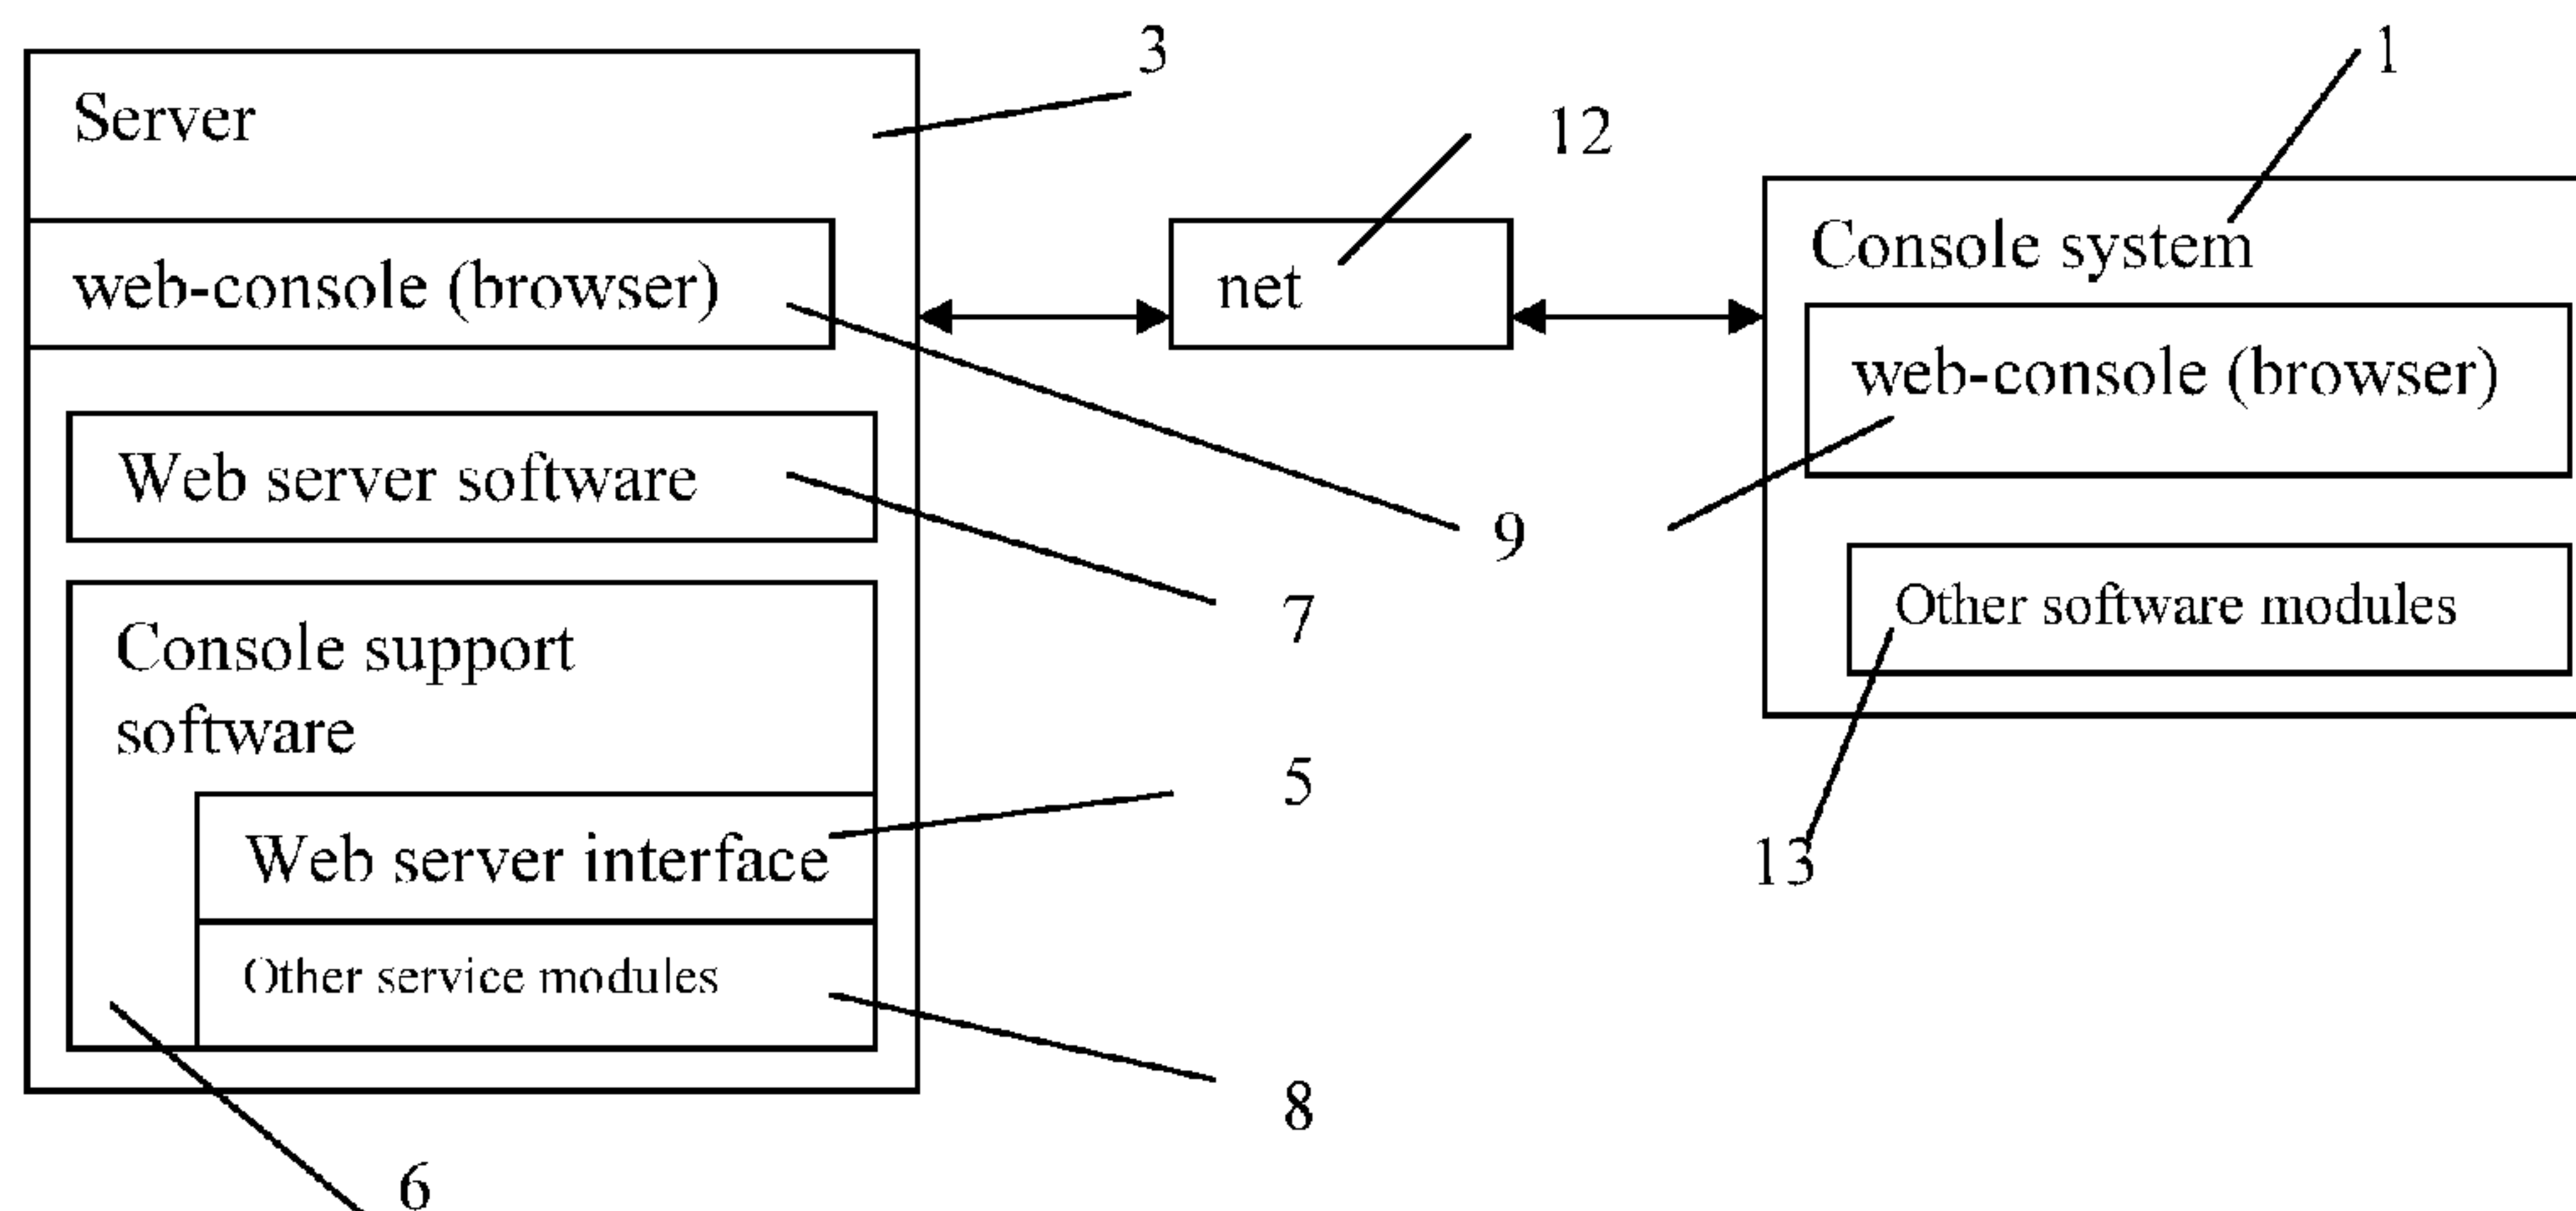 Server
3
web-console (browser)
Web server software
Console support
software
Web server interface
Other service modules
6
12
net
9
7
5
8
1
Console system
web-console (browser)
Other software modules
13